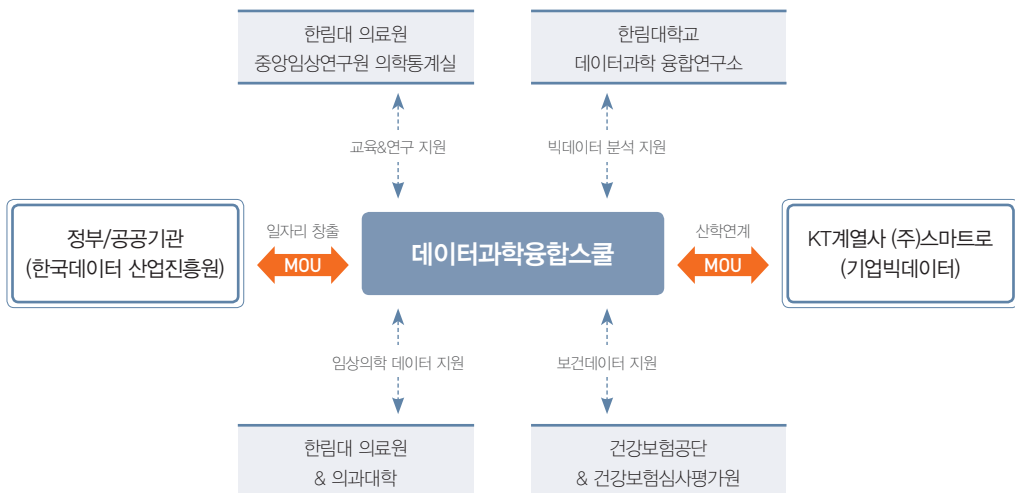 한림대 의료원
중앙임상연구원 의학통계실
한림대학교
데이터과학 융합연구소
교육&연구 지원
빅데이터 분석 지원
정부/공공기관
(한국데이터 산업진흥원)
일자리 창출
MOU
데이터과학융합스쿨
산학연계
MOU
KT계열사 (주)스마트로
(기업빅데이터)
임상의학 데이터 지원
보건데이터 지원
한림대 의료원
& 의과대학
건강보험공단
& 건강보험심사평가원